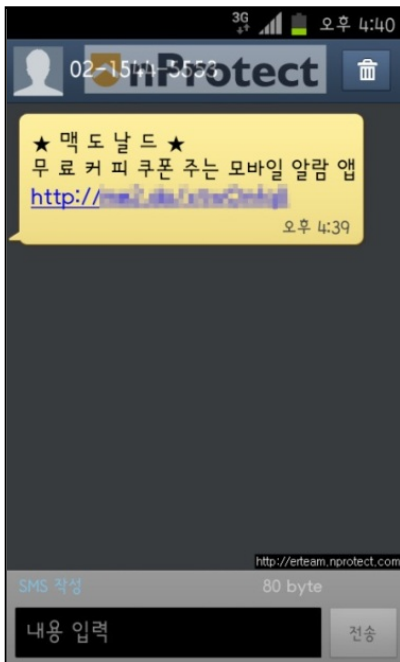 3G 오후 4:40
02-1544-5553
nProtect
★ 맥 도 날 드 ★
무 료 커 피 쿠폰 주는 모바일 알람 앱
http://
오후 4:39
http://erteam.nprotect.com
SMS 작성 80 byte
내용 입력 전송